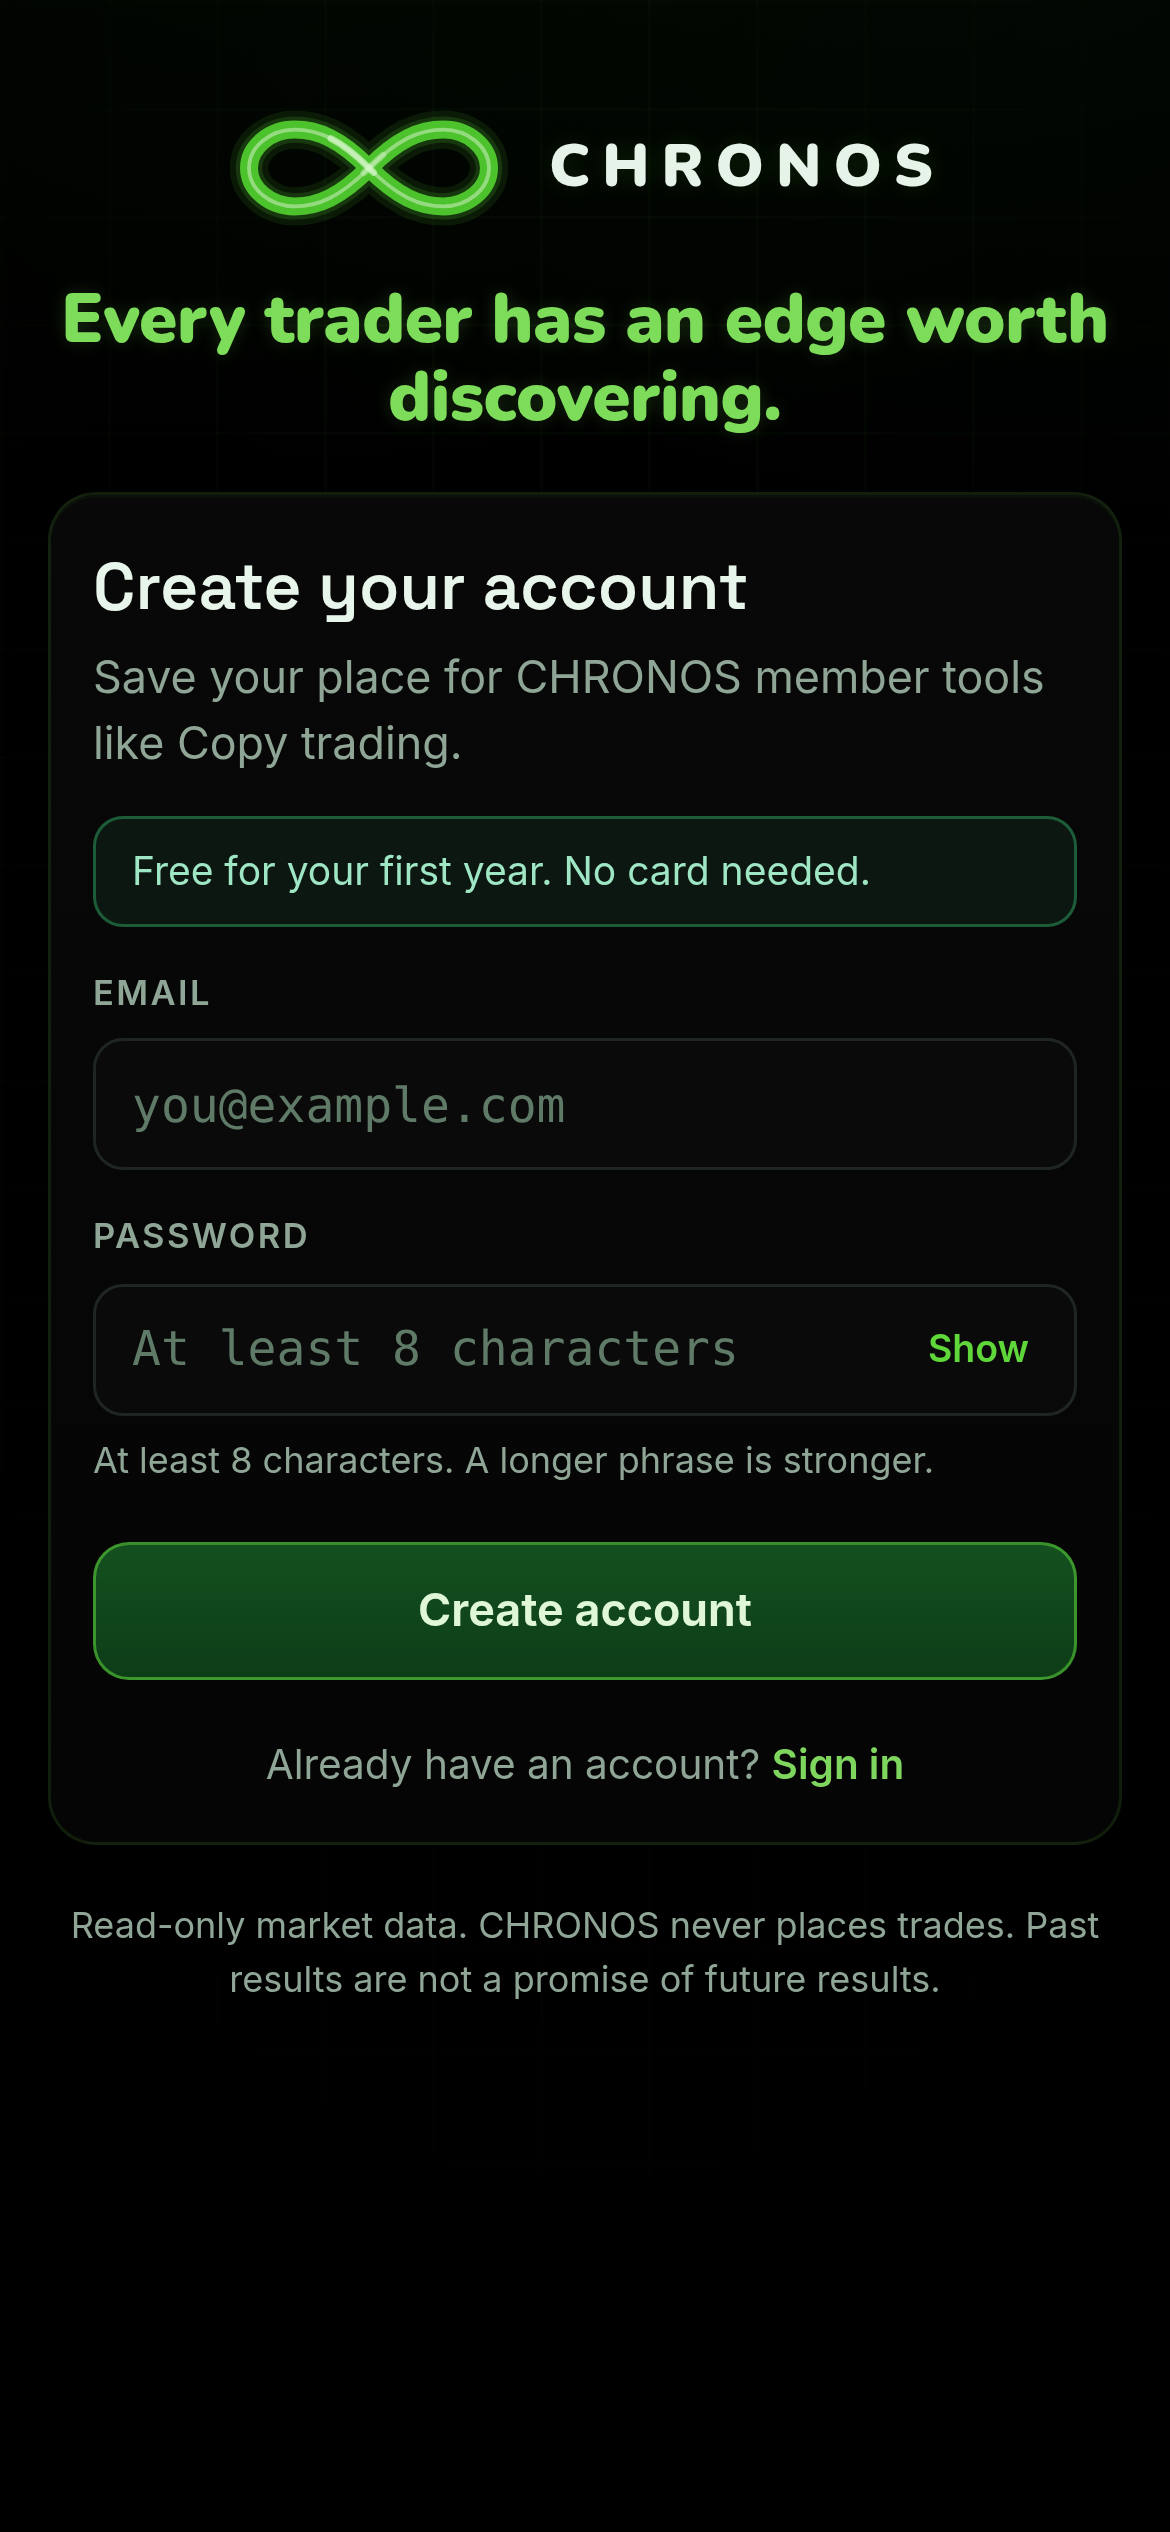 CHRONOS
Every trader has an edge worth
discovering.
Create your account
Save your place for CHRONOS member tools
like Copy trading.
Free for your first year. No card needed.
EMAIL
you@example.com
PASSWORD
At least 8 characters
Show
At least 8 characters. A longer phrase is stronger.
Create account
Already have an account? Sign in
Read-only market data. CHRONOS never places trades. Past
results are not a promise of future results.